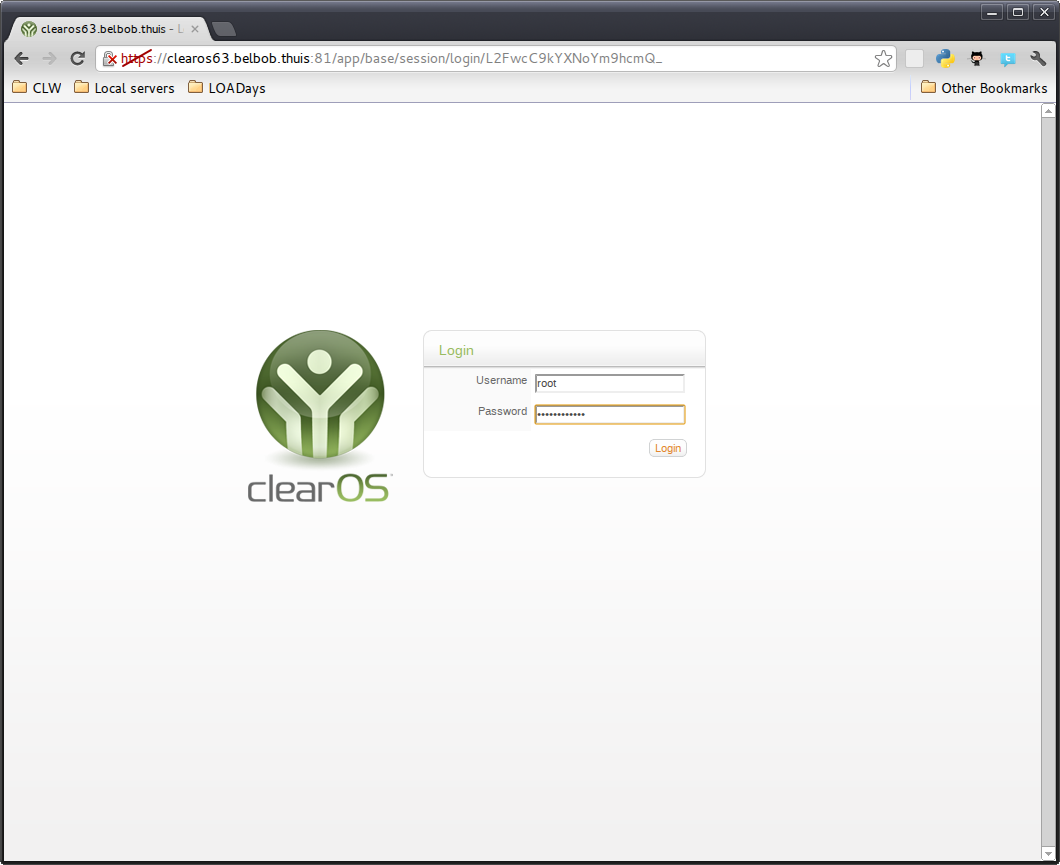 clearos63.belbob.thuis - L
https://clearos63.belbob.thuis:81/app/base/session/login/L2FwcC9kYXNoYm9hcmQ_
CLW Local servers LOADays Other Bookmarks
Login
Username root
Password ••••••••••••
Login
clearOS